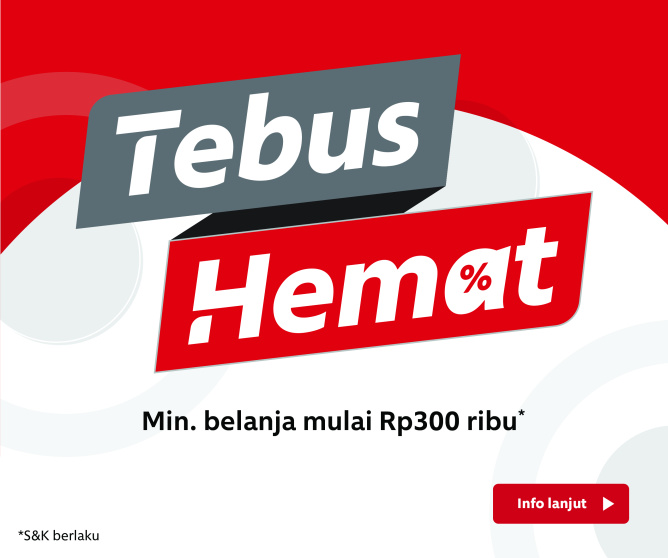 Tebus
Hemat
%
Min. belanja mulai Rp300 ribu*
Info lanjut
*S&K berlaku